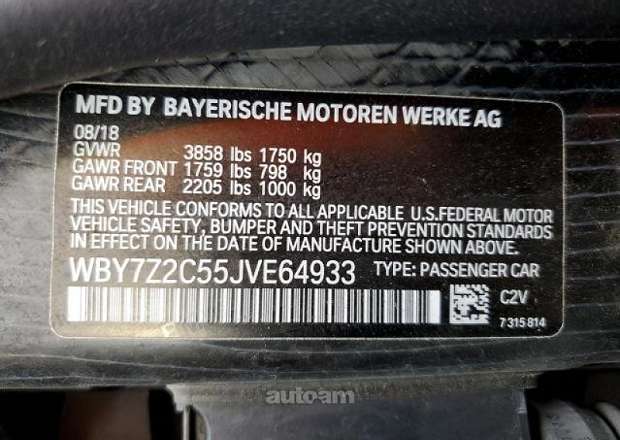 MFD BY BAYERISCHE MOTOREN WERKE AG
08/18
GVWR 3858 lbs 1750 kg
GAWR FRONT 1759 lbs 798 kg
GAWR REAR 2205 lbs 1000 kg
THIS VEHICLE CONFORMS TO ALL APPLICABLE U.S.FEDERAL MOTOR
VEHICLE SAFETY, BUMPER AND THEFT PREVENTION STANDARDS
IN EFFECT ON THE DATE OF MANUFACTURE SHOWN ABOVE.
WBY7Z2C55JVE64933 TYPE: PASSENGER CAR
C2V
7 315 814
autoam